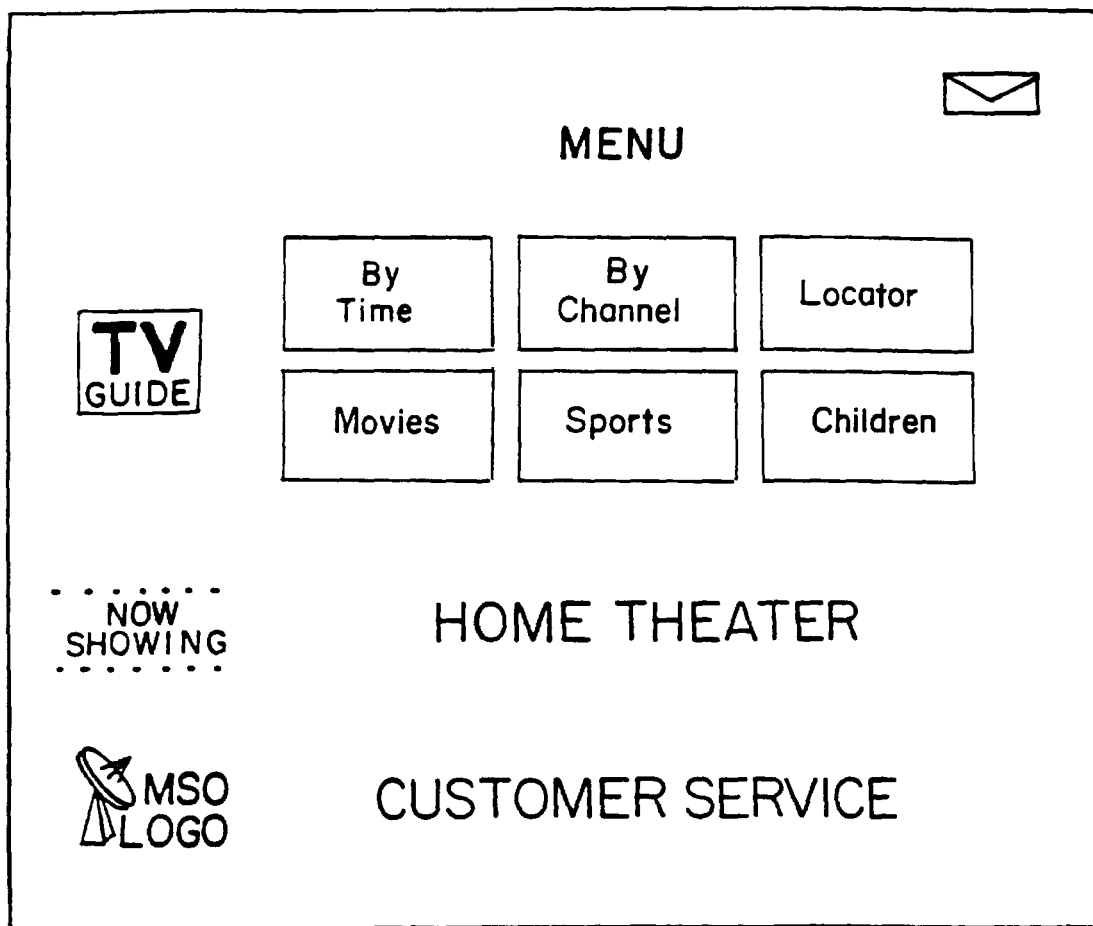 MENU
By
Time
By
Channel
Locator
TV
GUIDE
Movies
Sports
Children
NOW
SHOWING
HOME THEATER
MSO
LOGO
CUSTOMER SERVICE